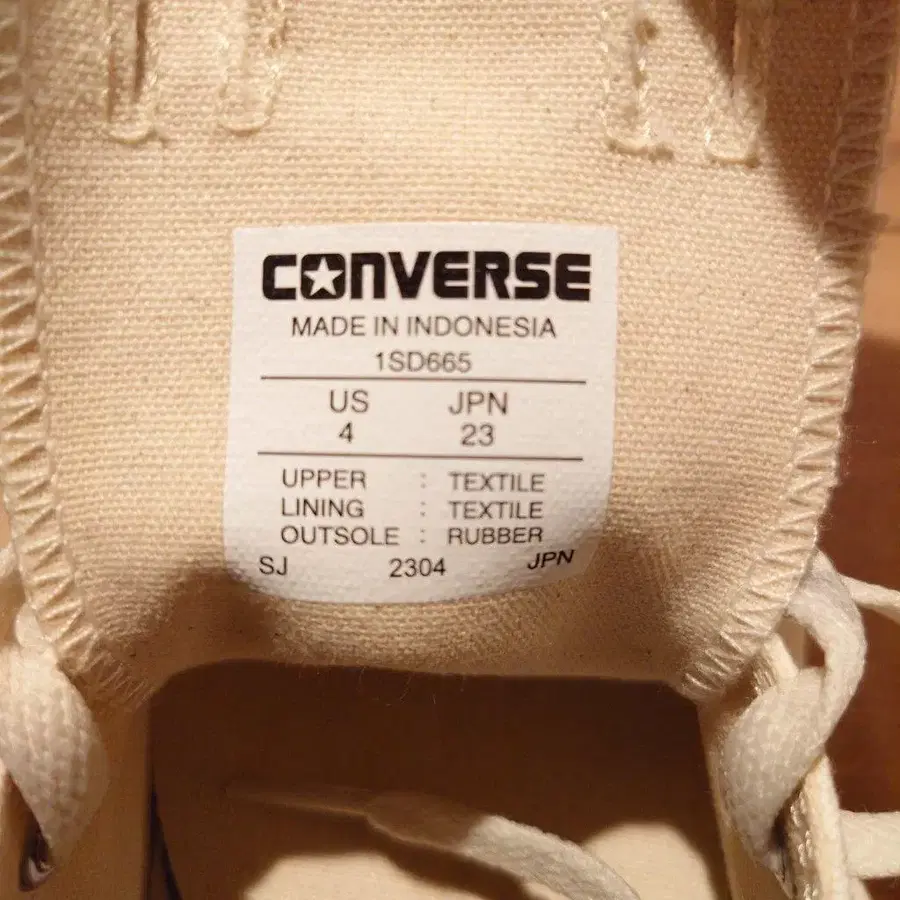 CONVERSE
MADE IN INDONESIA
1SD665
US JPN
4 23
UPPER : TEXTILE
LINING : TEXTILE
OUTSOLE : RUBBER
SJ 2304 JPN